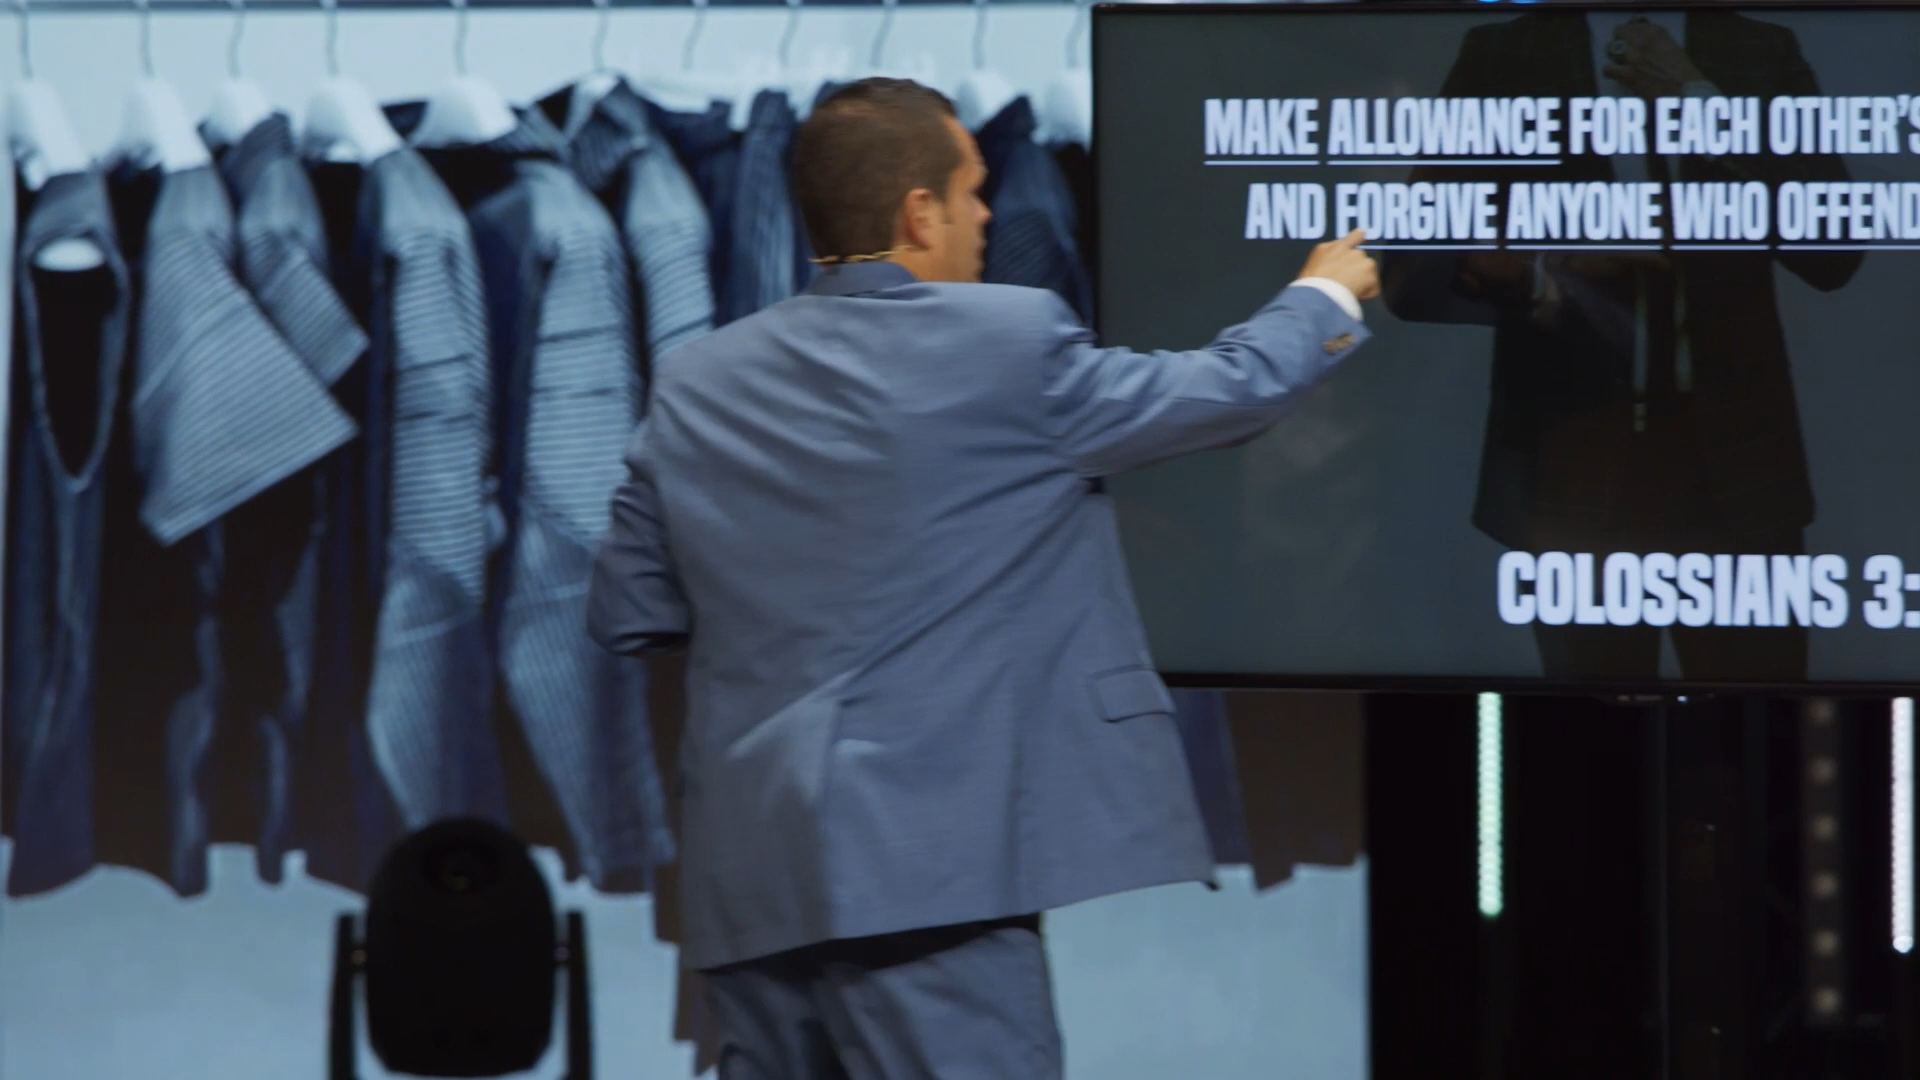 MAKE ALLOWANCE FOR EACH OTHER'S
AND FORGIVE ANYONE WHO OFFEND
COLOSSIANS 3: